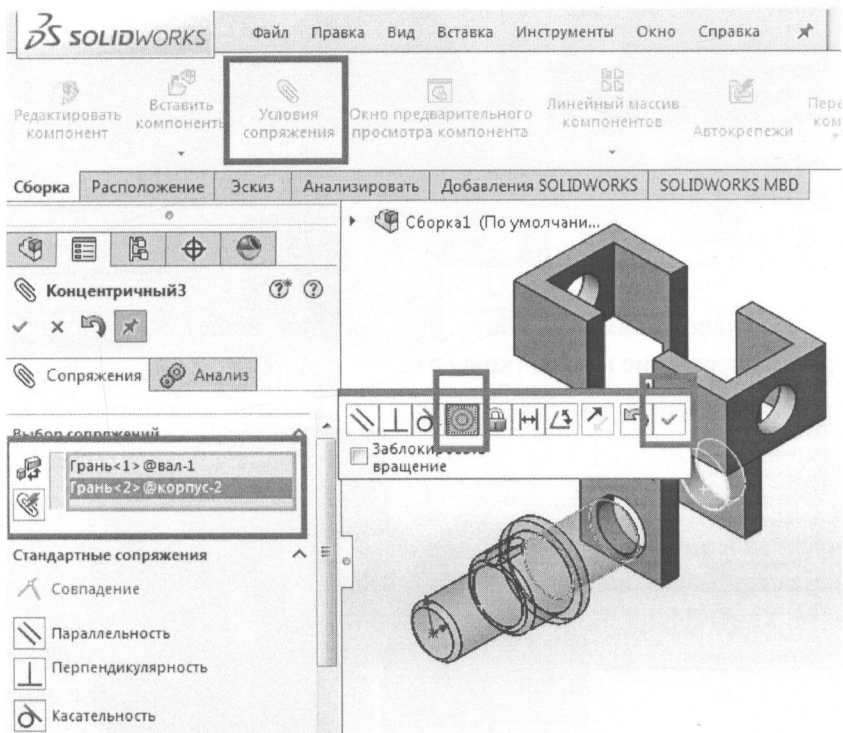 SOLIDWORKS Файл Правка Вид Вставка Инструменты Окно Справка
Редактировать компонент
Вставить компоненты
Условия сопряжения
Окно предварительного просмотра компонента
Линейный массив компонентов
Автокрепежи
Сборка Расположение Эскиз Анализировать Добавления SOLIDWORKS SOLIDWORKS MBD
Сборка1 (По умолчани...
Концентричный3
Сопряжения Анализ
Выбор сопряжений
Заблокировать
вращение
Грань<1>@вал-1
Грань<2>@корпус-2
Стандартные сопряжения
Совпадение
Параллельность
Перпендикулярность
Касательность